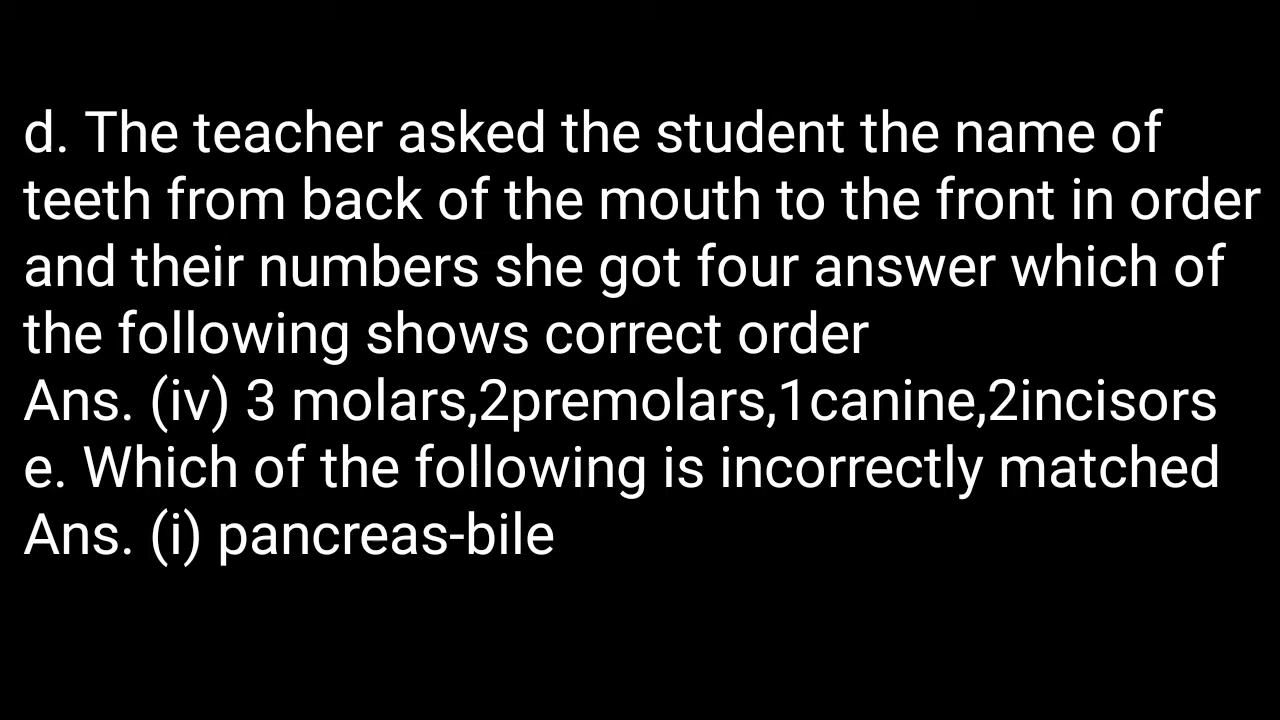 d. The teacher asked the student the name of
teeth from back of the mouth to the front in order
and their numbers she got four answer which of
the following shows correct order
Ans. (iv) 3 molars,2premolars,1canine,2incisors
e. Which of the following is incorrectly matched
Ans. (i) pancreas-bile